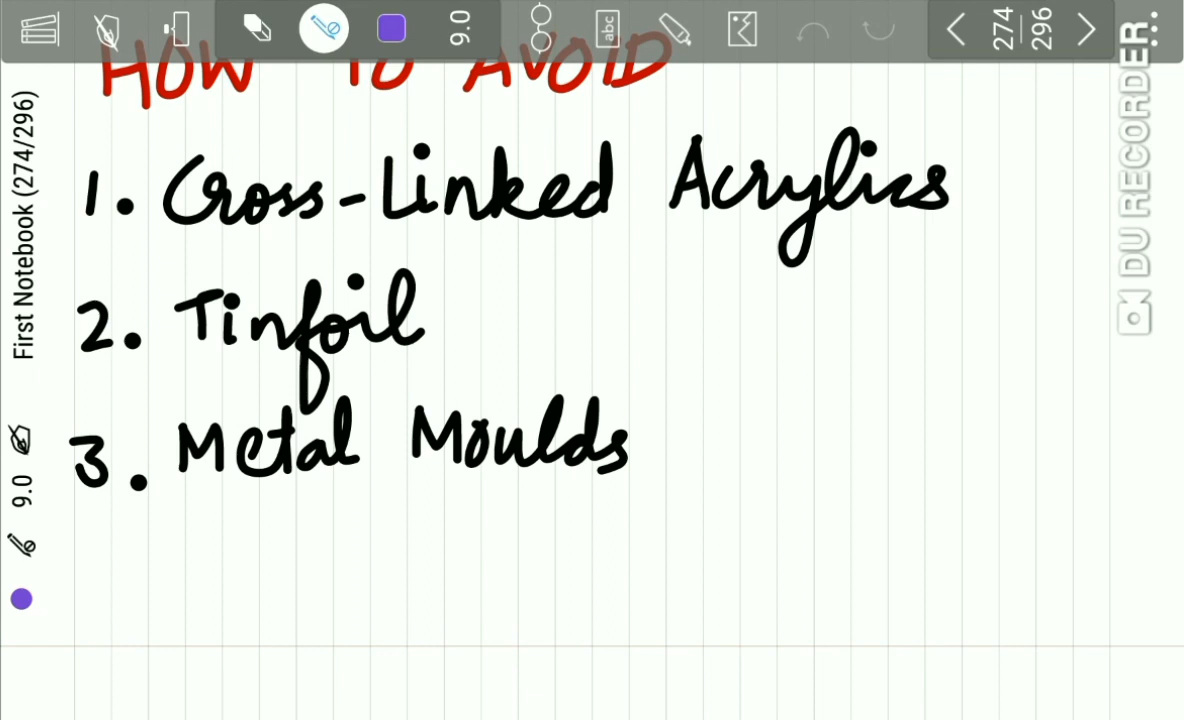 9.0
abc
274
296
HOW TO AVOID
1. Cross-Linked Acrylics
2. Tinfoil
3. Metal Moulds
First Notebook (274/296)
9.0
DU RECORDER